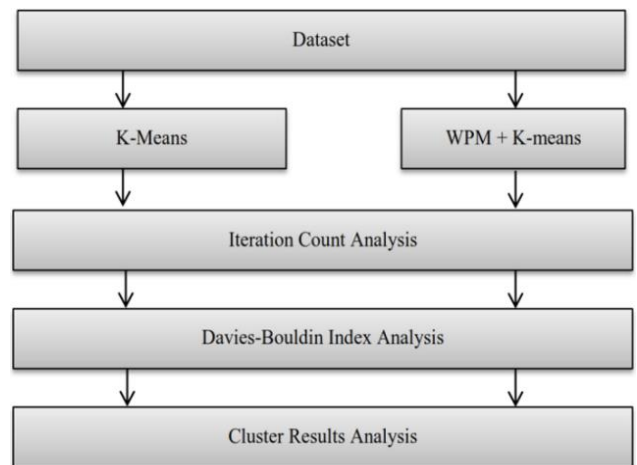 Dataset
K-Means
WPM + K-means
Iteration Count Analysis
Davies-Bouldin Index Analysis
Cluster Results Analysis